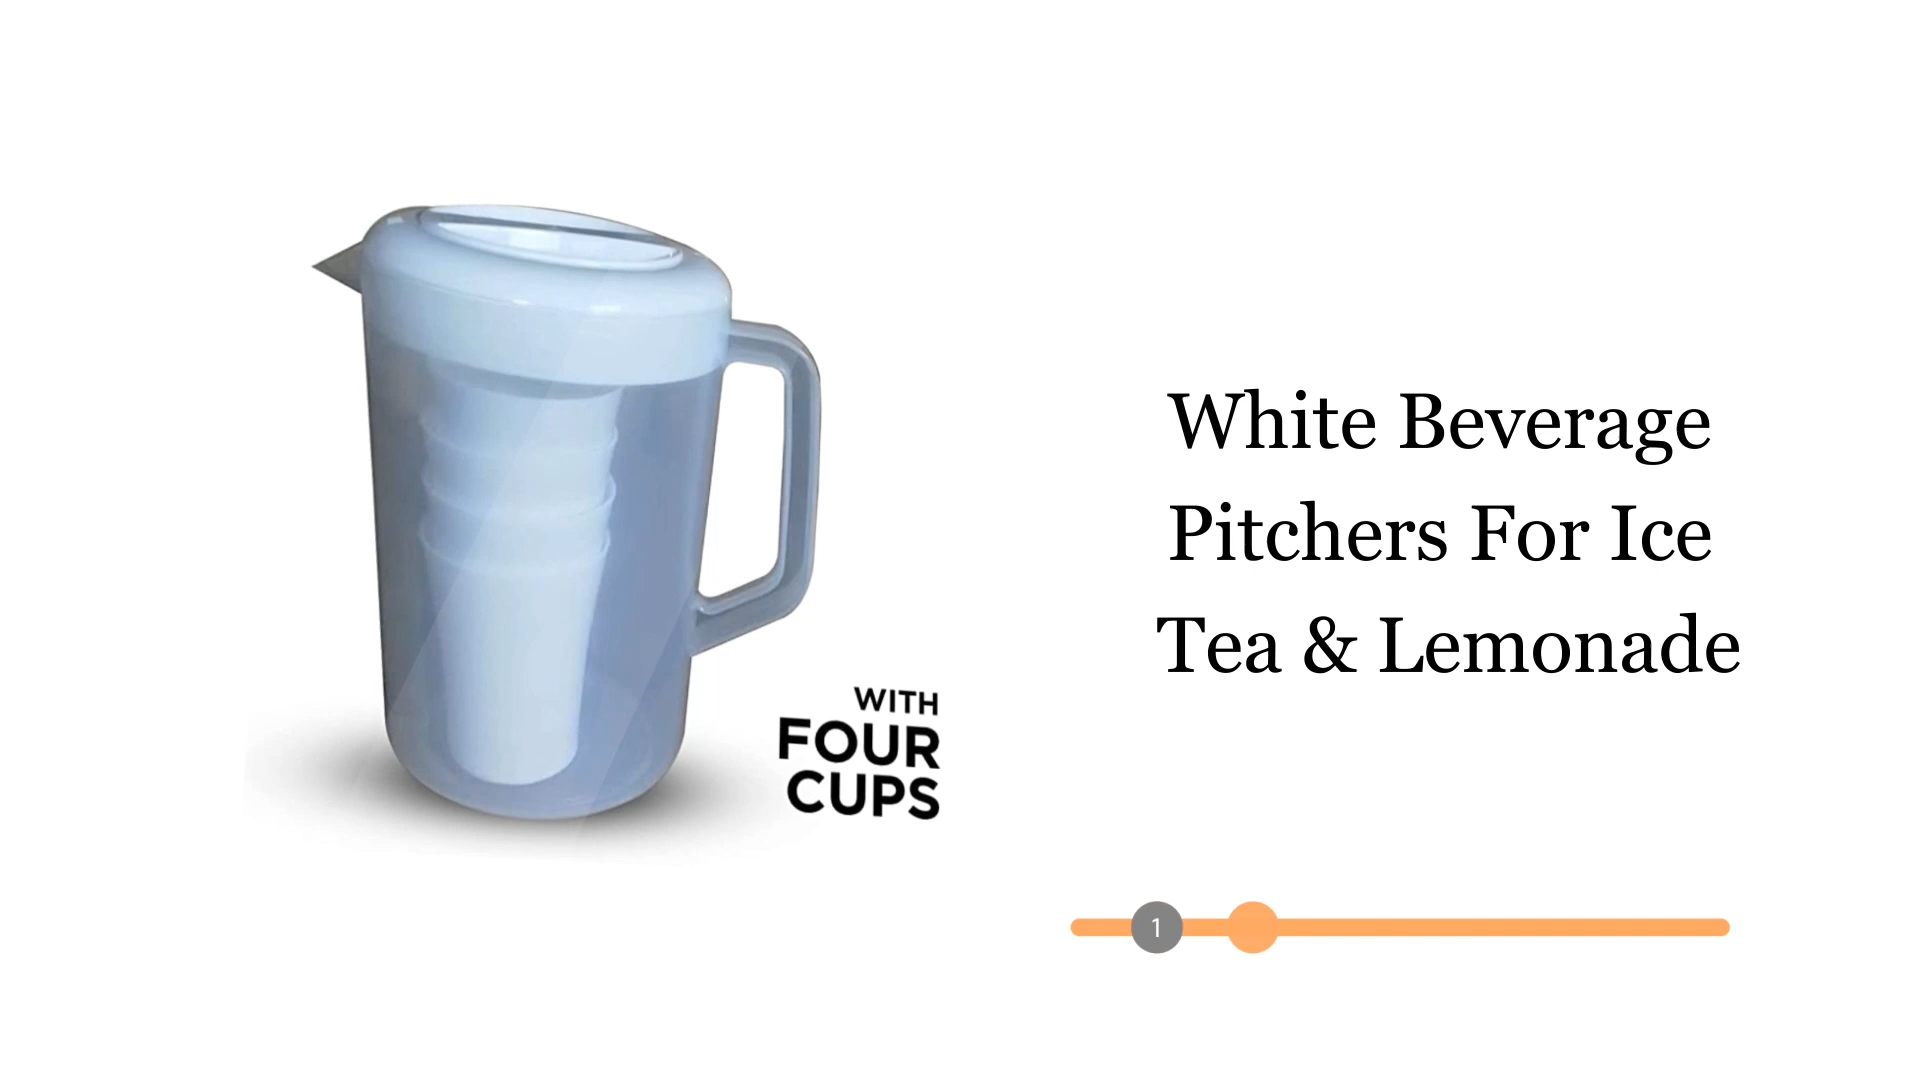 White Beverage
Pitchers For Ice
Tea & Lemonade
WITH
FOUR
CUPS
1